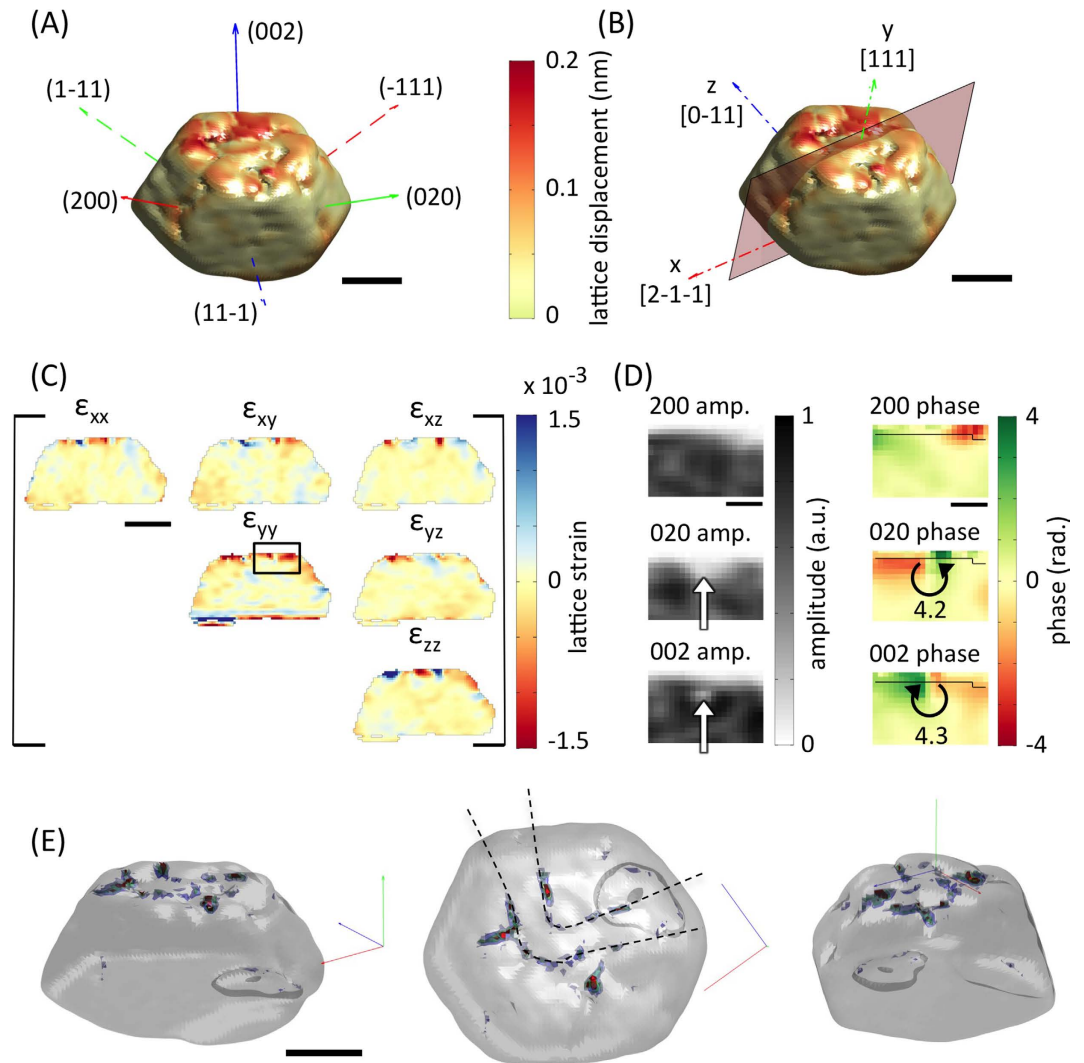 (A)
(002)
(1-11)
(-111)
(200)
(020)
(11-1)
0.2
0.1
0
lattice displacement (nm)
(B)
y
[111]
z
[0-11]
x
[2-1-1]
(C)
εxx
εxy
εxz
εyy
εyz
εzz
x 10-3
1.5
-1.5
lattice strain
(D)
200 amp.
020 amp.
002 amp.
1
0
amplitude (a.u.)
200 phase
020 phase
4.2
002 phase
4.3
4
0
-4
phase (rad.)
(E)